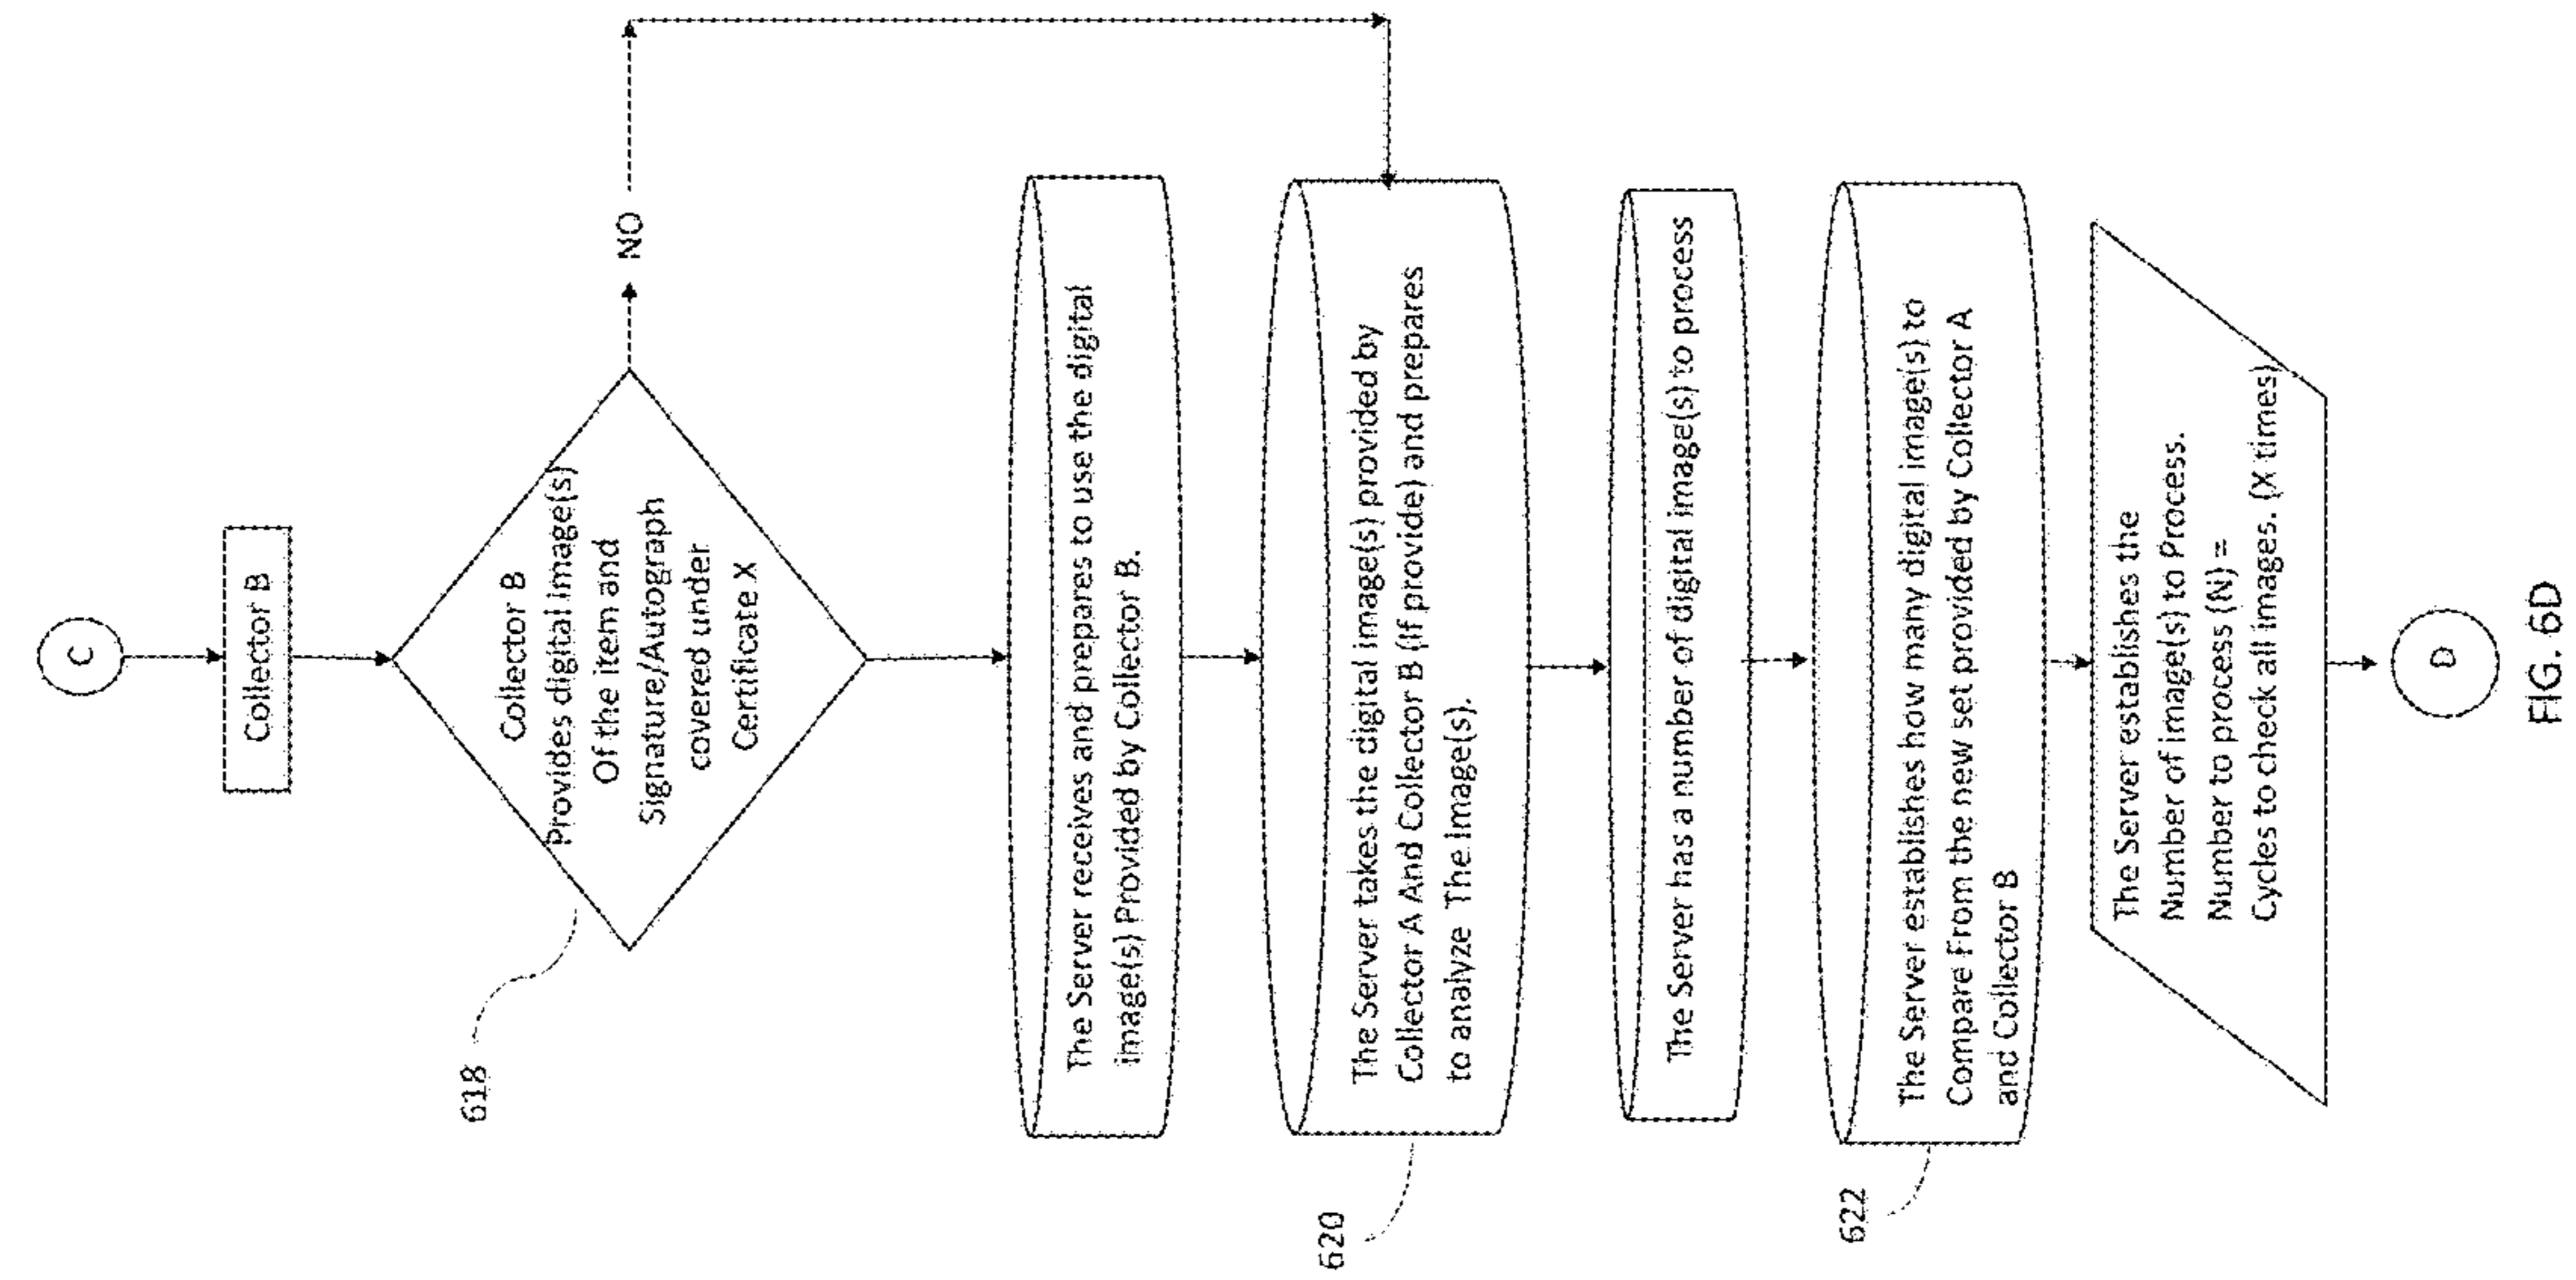 C
Collector B
618
Collector B
Provides digital image(s)
Of the item and
Signature/Autograph
covered under
Certificate X
NO
The Server receives and prepares to use the digital
image(s) Provided by Collector B.
620
The Server takes the digital image(s) provided by
Collector A And Collector B (if provide) and prepares
to analyze The Image(s).
The Server has a number of digital image(s) to process
622
The Server establishes how many digital image(s) to
Compare From the new set provided by Collector A
and Collector B
The Server establishes the
Number of image(s) to Process.
Number to process (N) =
Cycles to check all images. (X times)
D
FIG. 6D